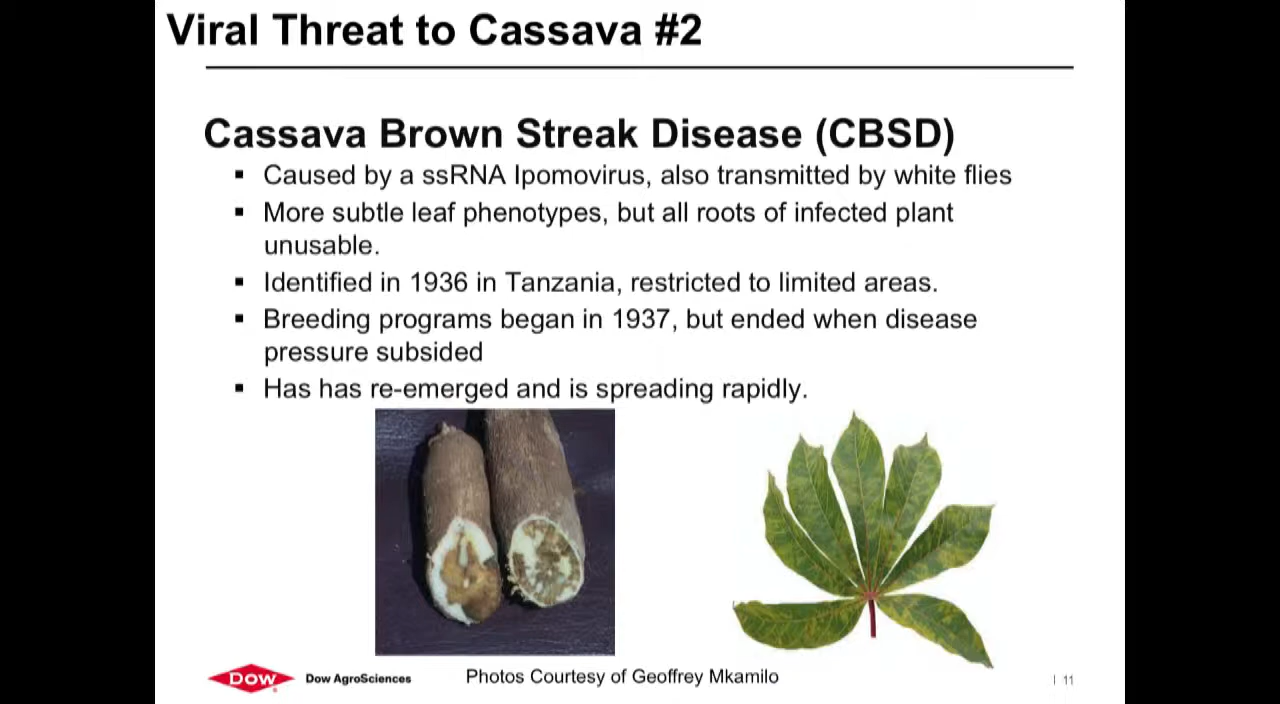 Viral Threat to Cassava #2
Cassava Brown Streak Disease (CBSD)
▪ Caused by a ssRNA Ipomovirus, also transmitted by white flies
▪ More subtle leaf phenotypes, but all roots of infected plant
unusable.
▪ Identified in 1936 in Tanzania, restricted to limited areas.
▪ Breeding programs began in 1937, but ended when disease
pressure subsided
▪ Has has re-emerged and is spreading rapidly.
DOW Dow AgroSciences
Photos Courtesy of Geoffrey Mkamilo
| 11